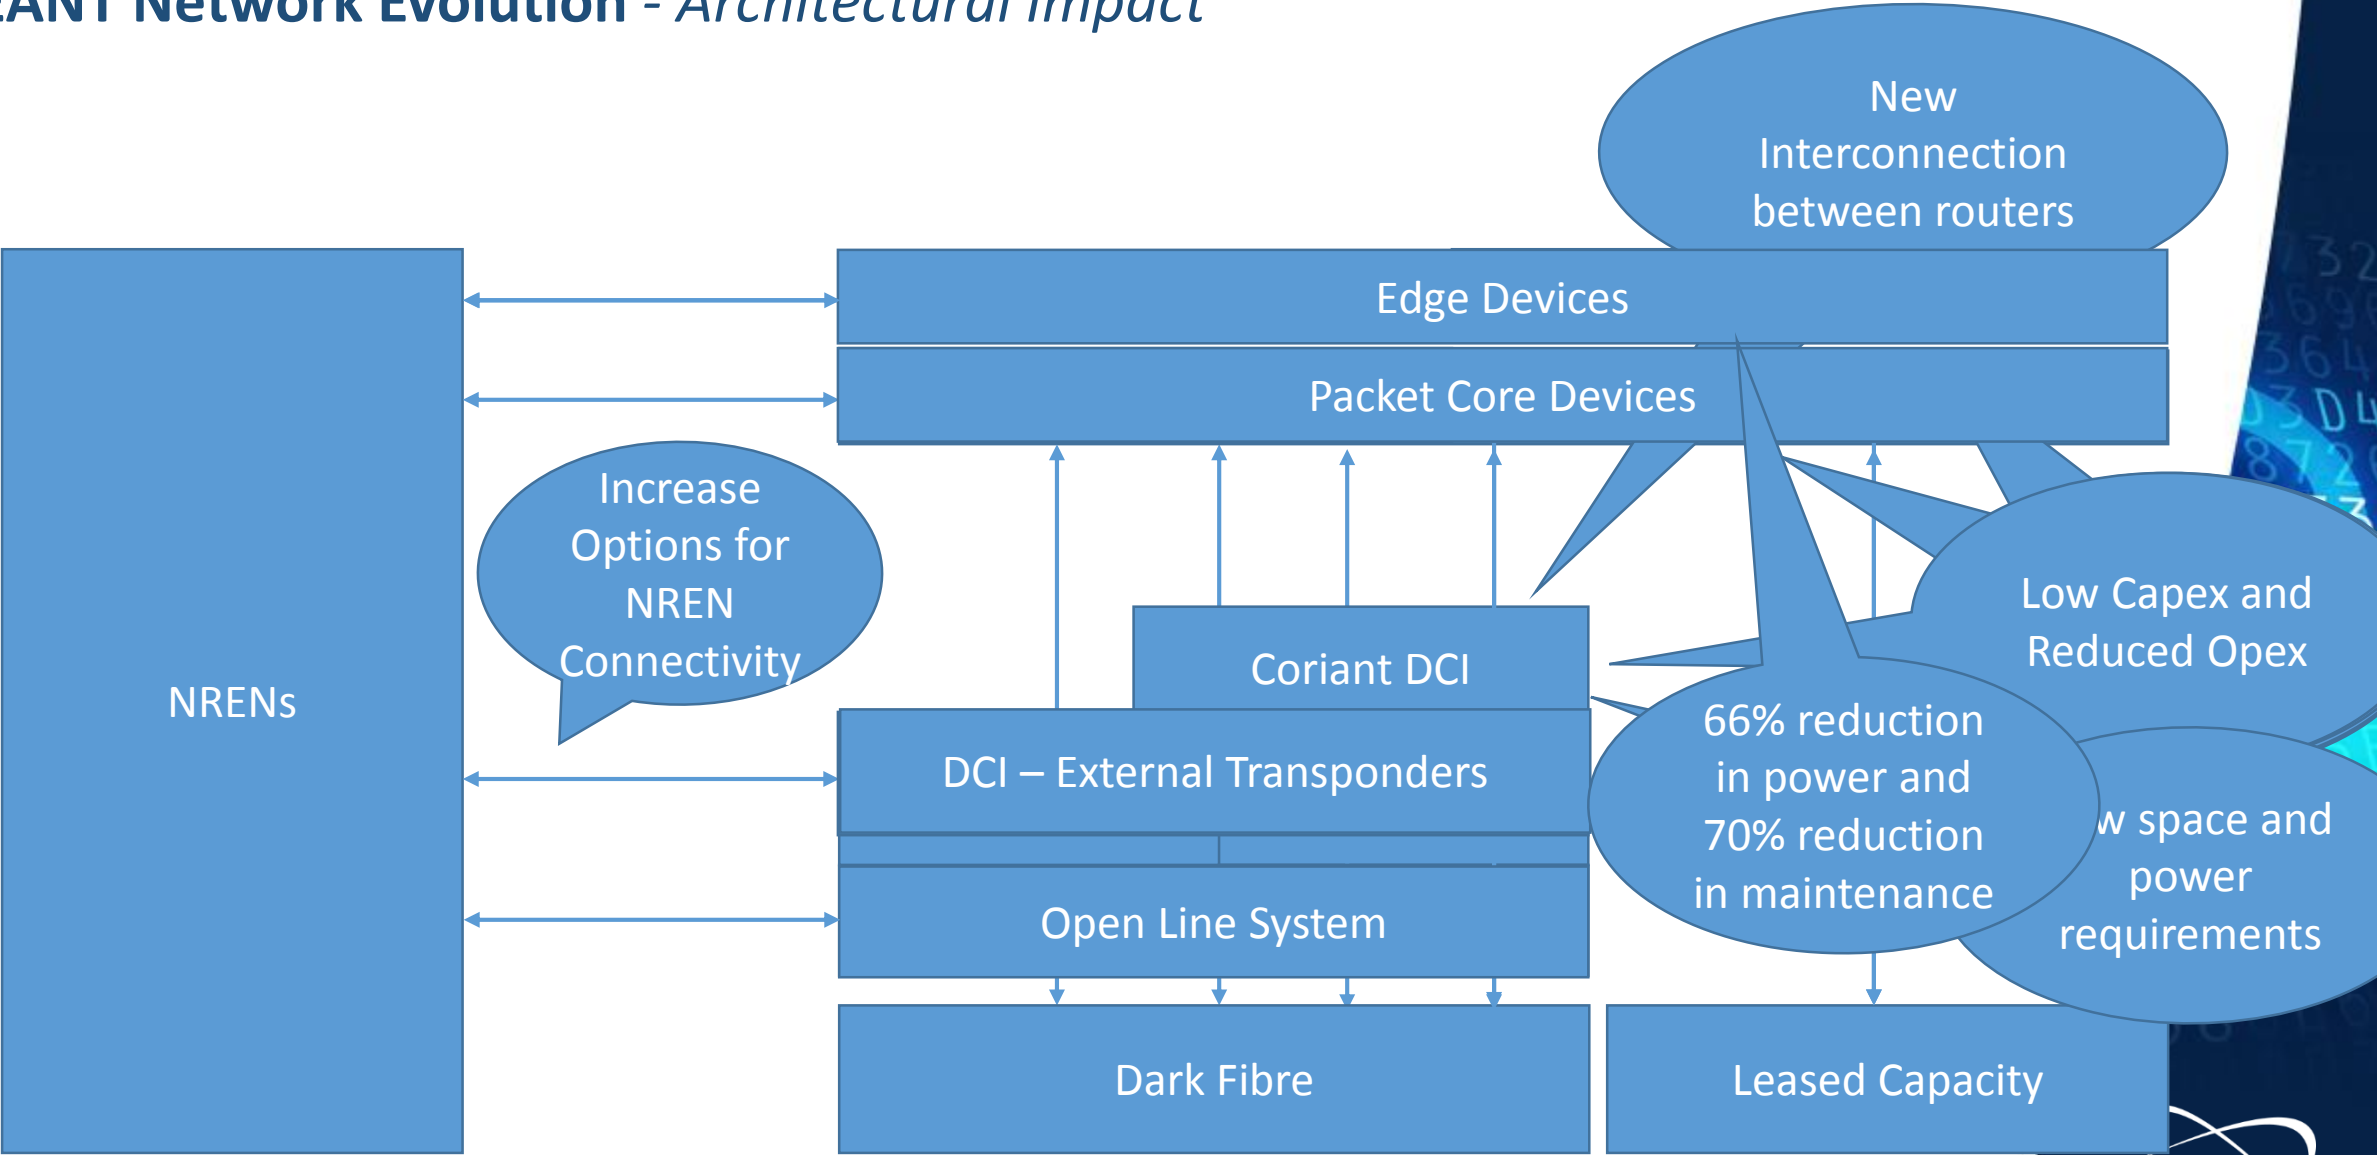 EANT Network Evolution - Architectural Impact
New
Interconnection
between routers
Edge Devices
Packet Core Devices
Increase
Options for
NREN
Connectivity
NRENs
Coriant DCI
Low Capex and
Reduced Opex
DCI – External Transponders
66% reduction
in power and
70% reduction
in maintenance
w space and
power
requirements
Open Line System
Dark Fibre
Leased Capacity